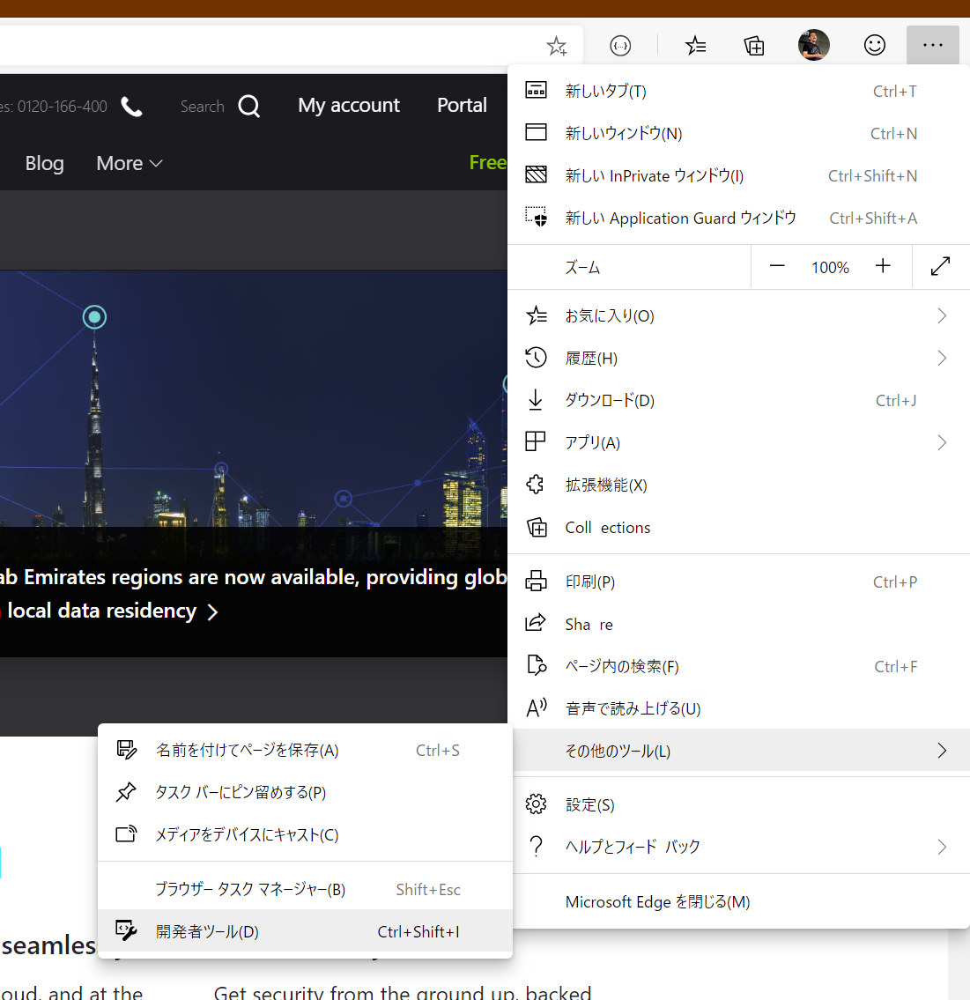 es: 0120-166-400
Search
My account
Portal
Blog
More
Free
新しいタブ(T) Ctrl+T
新しいウィンドウ(N) Ctrl+N
新しい InPrivate ウィンドウ(I) Ctrl+Shift+N
新しい Application Guard ウィンドウ Ctrl+Shift+A
ズーム 100%
お気に入り(O)
履歴(H)
ダウンロード(D) Ctrl+J
アプリ(A)
拡張機能(X)
Coll ections
印刷(P) Ctrl+P
Sha re
ページ内の検索(F) Ctrl+F
音声で読み上げる(U)
その他のツール(L)
設定(S)
ヘルプとフィード バック
Microsoft Edge を閉じる(M)
ab Emirates regions are now available, providing glob
local data residency
名前を付けてページを保存(A) Ctrl+S
タスク バーにピン留めする(P)
メディアをデバイスにキャスト(C)
ブラウザー タスク マネージャー(B) Shift+Esc
開発者ツール(D) Ctrl+Shift+I
seamles
oud, and at the
Get security from the ground up, backed